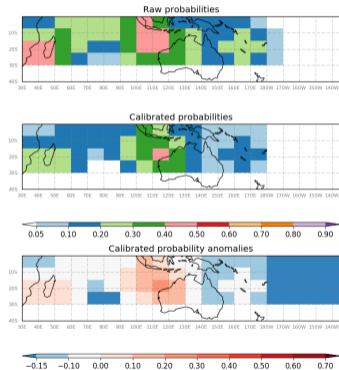 Raw probabilities
10S
20S
30S
40S
30E 40E 50E 60E 70E 80E 90E 100E 110E 120E 130E 140E 150E 160E 170E 180E 170W 160W 150W 140W
Calibrated probabilities
10S
20S
30S
40S
30E 40E 50E 60E 70E 80E 90E 100E 110E 120E 130E 140E 150E 160E 170E 180E 170W 160W 150W 140W
0.05 0.10 0.20 0.30 0.40 0.50 0.60 0.70 0.80 0.90
Calibrated probability anomalies
10S
20S
30S
40S
30E 40E 50E 60E 70E 80E 90E 100E 110E 120E 130E 140E 150E 160E 170E 180E 170W 160W 150W 140W
−0.15 −0.10 0.10 0.20 0.30 0.40 0.50 0.60 0.70